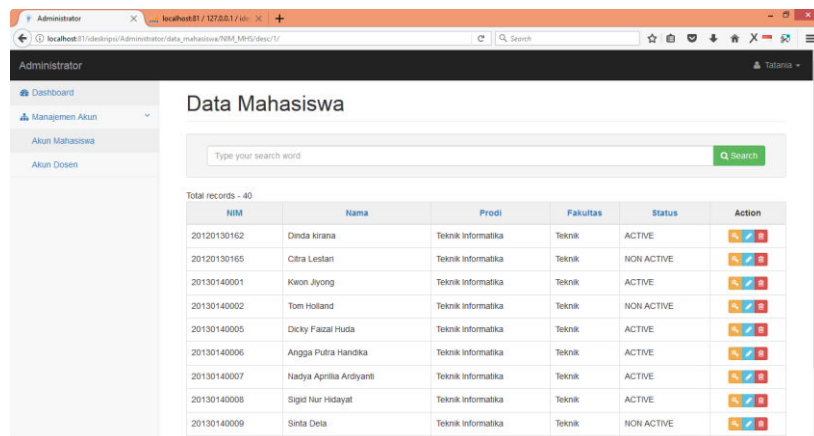 Administrator
localhost:81 / 127.0.0.1 / ide
localhost:81/ideskripsi/Administrator/data_mahasiswa/NIM_MHS/desc/1/
Search
Administrator
Tatania
Dashboard
Manajemen Akun
Akun Mahasiswa
Akun Dosen
Data Mahasiswa
Type your search word
Search
Total records - 40
NIM Nama Prodi Fakultas Status Action
20120130162 Dinda kirana Teknik Informatika Teknik ACTIVE
20120130165 Citra Lestari Teknik Informatika Teknik NON ACTIVE
20130140001 Kwon Jiyong Teknik Informatika Teknik ACTIVE
20130140002 Tom Holland Teknik Informatika Teknik NON ACTIVE
20130140005 Dicky Faizal Huda Teknik Informatika Teknik ACTIVE
20130140006 Angga Putra Handika Teknik Informatika Teknik ACTIVE
20130140007 Nadya Aprillia Ardiyanti Teknik Informatika Teknik ACTIVE
20130140008 Sigid Nur Hidayat Teknik Informatika Teknik ACTIVE
20130140009 Sinta Dela Teknik Informatika Teknik NON ACTIVE